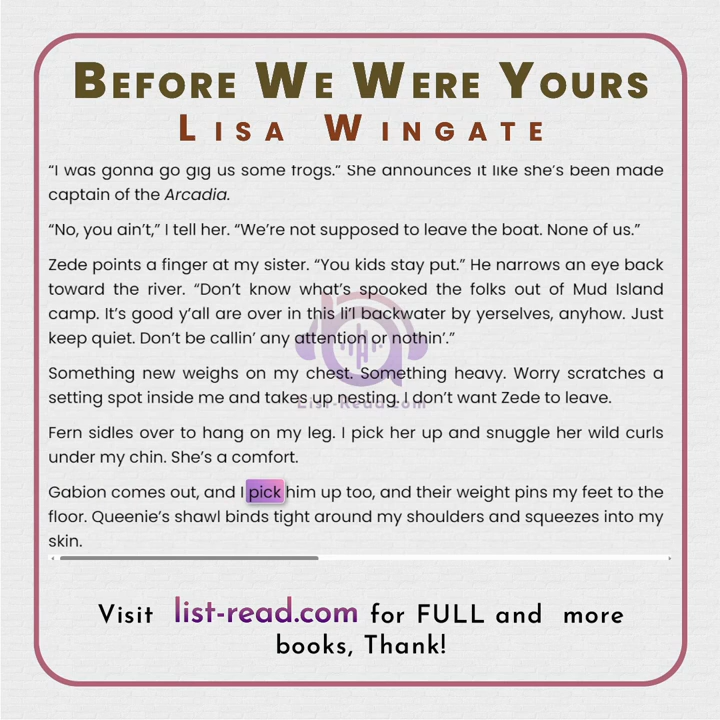 BEFORE WE WERE YOURS
LISA WINGATE
“I was gonna go gig us some frogs.” She announces it like she’s been made
captain of the Arcadia.
“No, you ain’t,” I tell her. “We’re not supposed to leave the boat. None of us.”
Zede points a finger at my sister. “You kids stay put.” He narrows an eye back
toward the river. “Don’t know what’s spooked the folks out of Mud Island
camp. It’s good y’all are over in this li’l backwater by yerselves, anyhow. Just
keep quiet. Don’t be callin’ any attention or nothin’.”
Something new weighs on my chest. Something heavy. Worry scratches a
setting spot inside me and takes up nesting. I don’t want Zede to leave.
List-Read.com
Fern sidles over to hang on my leg. I pick her up and snuggle her wild curls
under my chin. She’s a comfort.
Gabion comes out, and I pick him up too, and their weight pins my feet to the
floor. Queenie’s shawl binds tight around my shoulders and squeezes into my
skin.
Visit list-read.com for FULL and more
books, Thank!